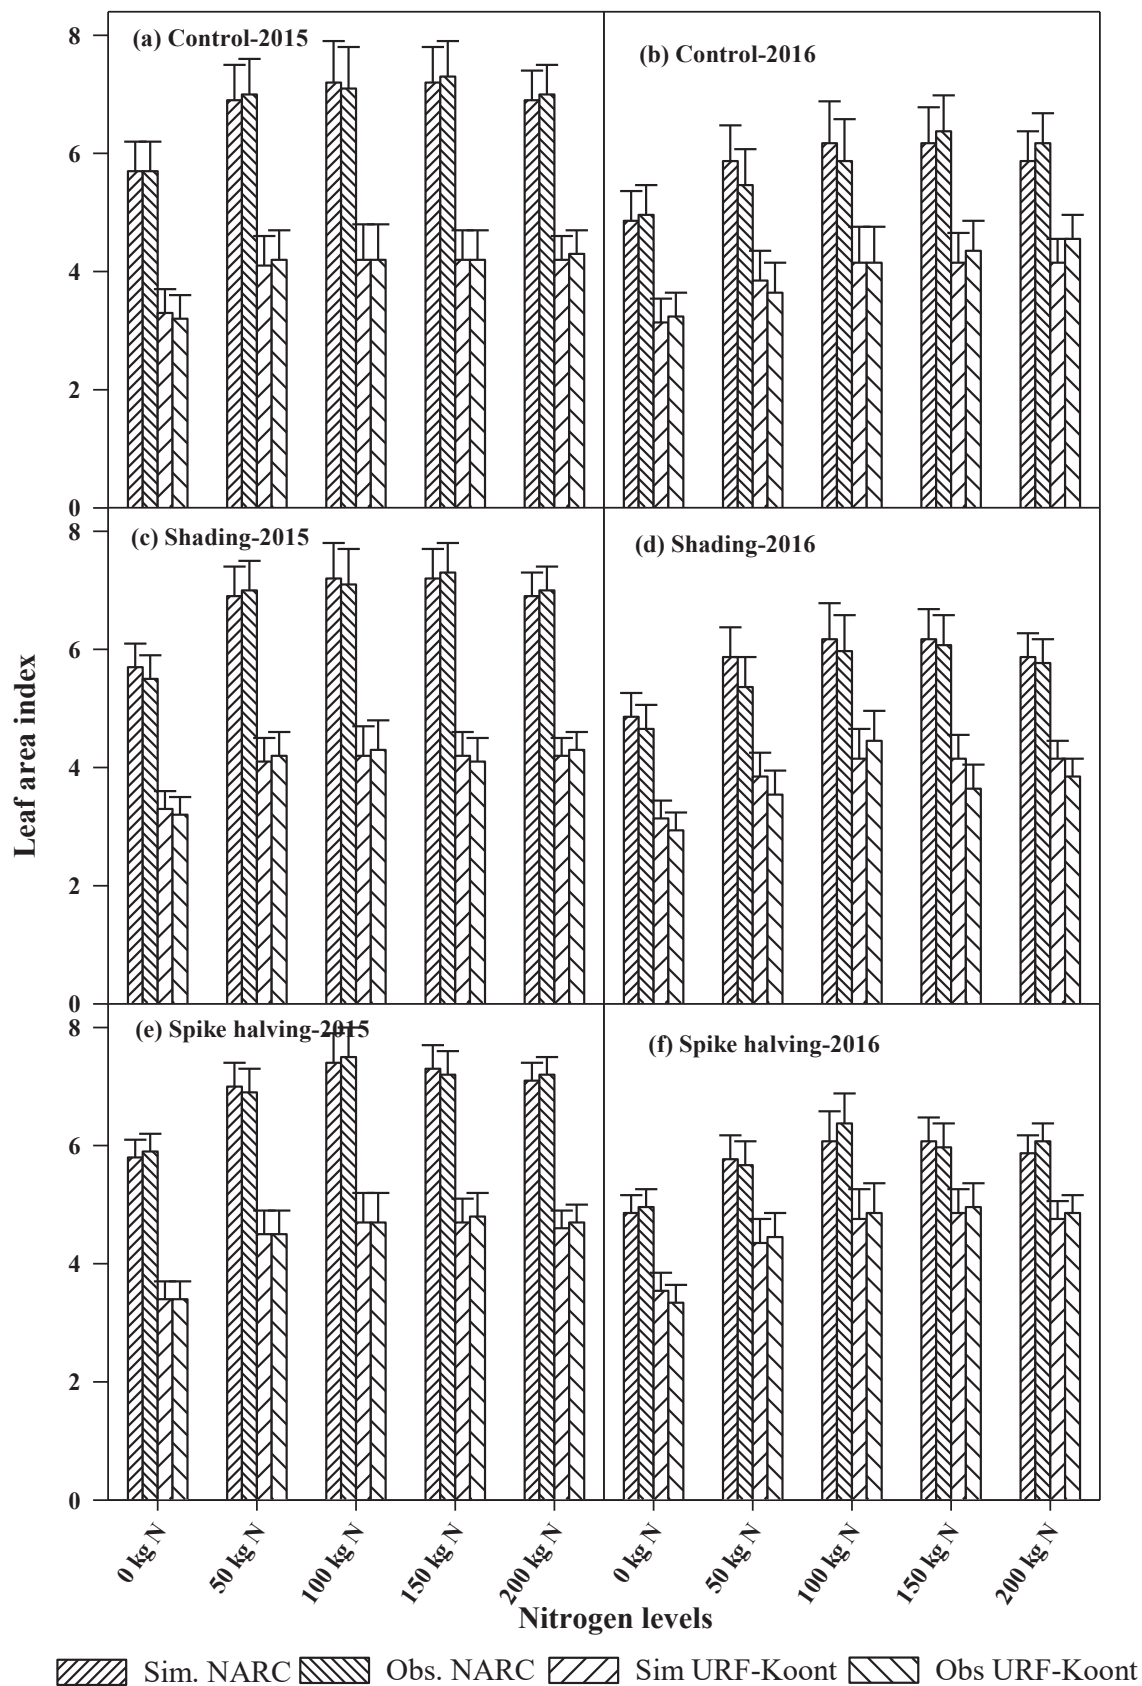 (a) Control-2015
(b) Control-2016
8
6
4
2
0
(c) Shading-2015
(d) Shading-2016
8
6
4
2
0
(e) Spike halving-2015
(f) Spike halving-2016
8
6
4
2
0
Leaf area index
0 kg N
50 kg N
100 kg N
150 kg N
200 kg N
0 kg N
50 kg N
100 kg N
150 kg N
200 kg N
Nitrogen levels
Sim. NARC Obs. NARC Sim URF-Koont Obs URF-Koont